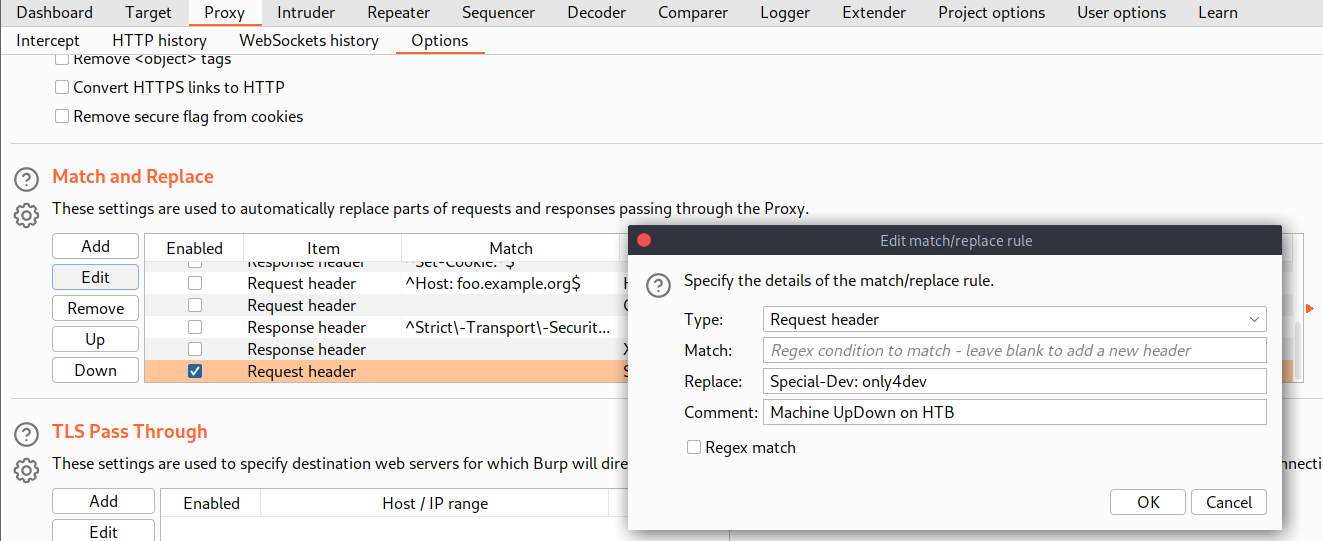 Dashboard Target Proxy Intruder Repeater Sequencer Decoder Comparer Logger Extender Project options User options Learn
Intercept HTTP history WebSockets history Options
Remove <object> tags
Convert HTTPS links to HTTP
Remove secure flag from cookies
Match and Replace
These settings are used to automatically replace parts of requests and responses passing through the Proxy.
Add
Edit
Remove
Up
Down
Enabled Item Match
Response header ^Set-Cookie.*$
Request header ^Host: foo.example.org$
Request header
Response header ^Strict\-Transport\-Securit...
Response header
Request header
Edit match/replace rule
Specify the details of the match/replace rule.
Type: Request header
Match: Regex condition to match - leave blank to add a new header
Replace: Special-Dev: only4dev
Comment: Machine UpDown on HTB
Regex match
OK Cancel
TLS Pass Through
These settings are used to specify destination web servers for which Burp will dire
Add
Edit
Enabled Host / IP range